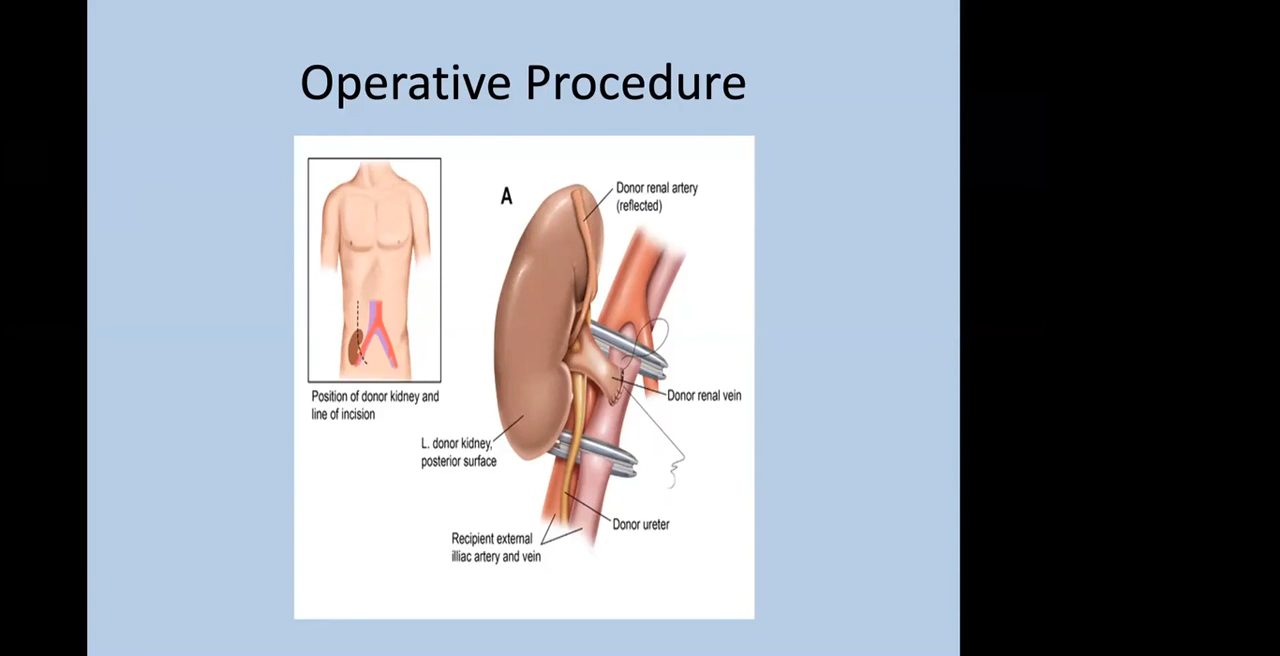 Operative Procedure
A
Donor renal artery
(reflected)
Donor renal vein
Position of donor kidney and
line of incision
L. donor kidney,
posterior surface
Donor ureter
Recipient external
illiac artery and vein